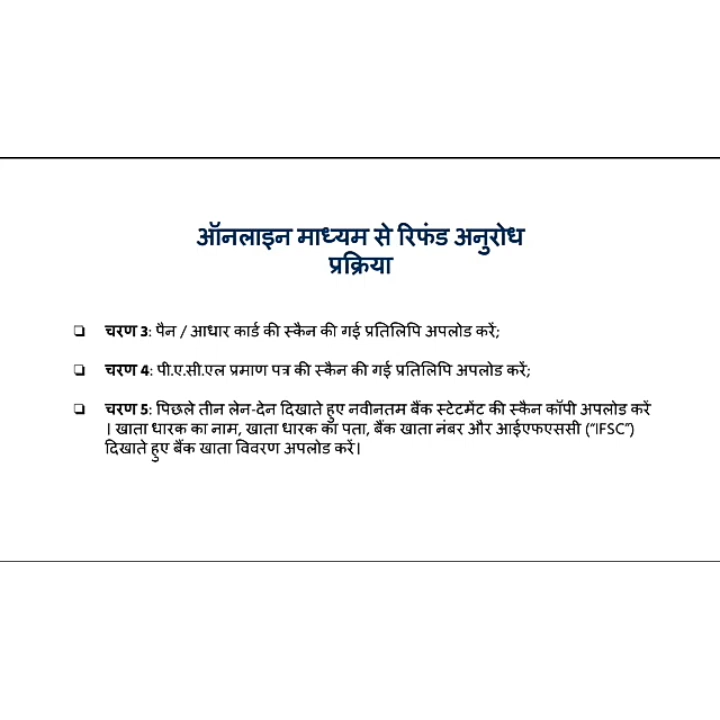 ऑनलाइन माध्यम से रिफंड अनुरोध
प्रक्रिया
❑ चरण 3: पैन / आधार कार्ड की स्कैन की गई प्रतिलिपि अपलोड करें;
❑ चरण 4: पी.ए.सी.एल प्रमाण पत्र की स्कैन की गई प्रतिलिपि अपलोड करें;
❑ चरण 5: पिछले तीन लेन-देन दिखाते हुए नवीनतम बैंक स्टेटमेंट की स्कैन कॉपी अपलोड करें
। खाता धारक का नाम, खाता धारक का पता, बैंक खाता नंबर और आईएफएससी (“IFSC”)
दिखाते हुए बैंक खाता विवरण अपलोड करें।